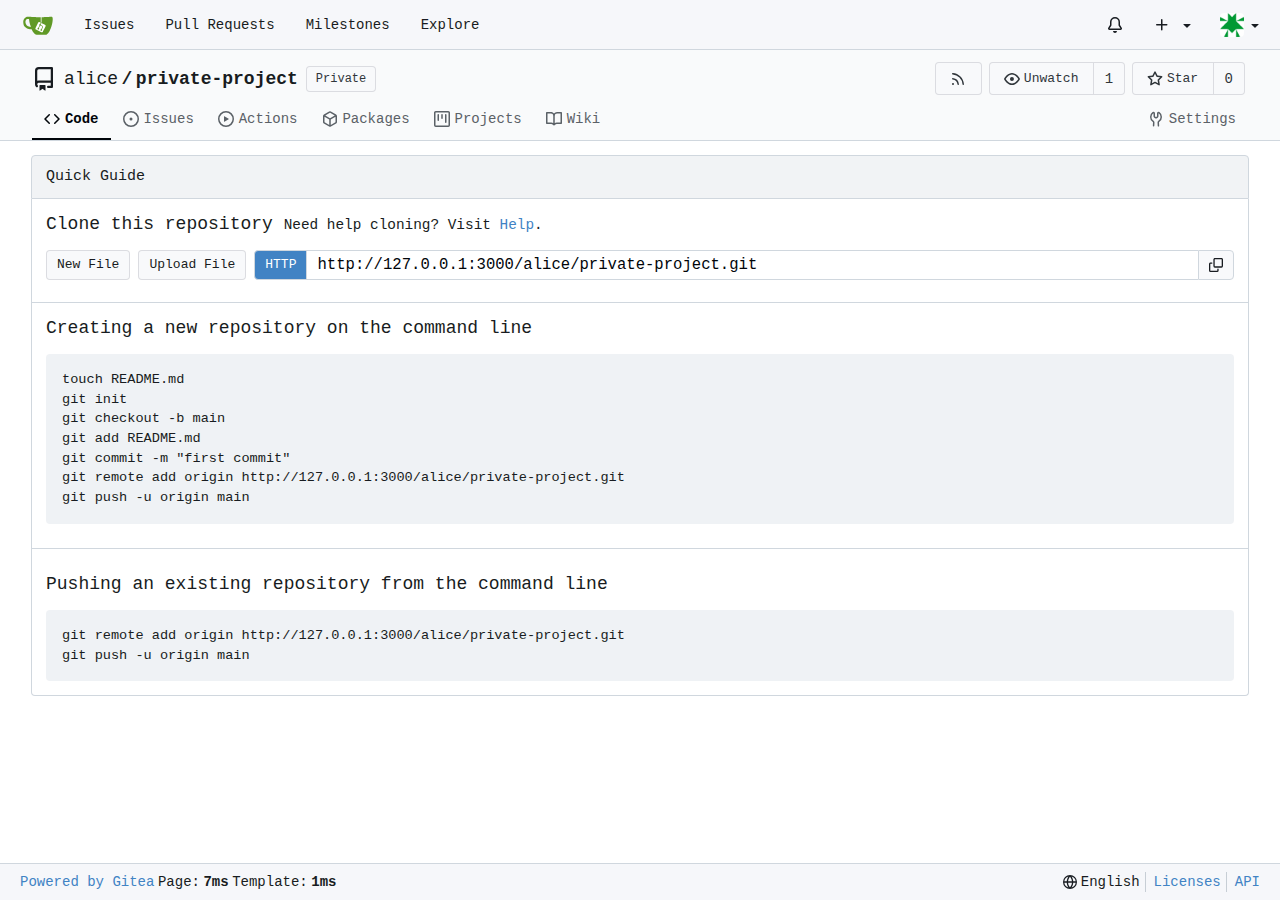 Issues Pull Requests Milestones Explore
alice / private-project Private Unwatch 1 Star 0
Code Issues Actions Packages Projects Wiki Settings
Quick Guide
Clone this repository Need help cloning? Visit Help.
New File Upload File HTTP http://127.0.0.1:3000/alice/private-project.git
Creating a new repository on the command line
touch README.md
git init
git checkout -b main
git add README.md
git commit -m "first commit"
git remote add origin http://127.0.0.1:3000/alice/private-project.git
git push -u origin main
Pushing an existing repository from the command line
git remote add origin http://127.0.0.1:3000/alice/private-project.git
git push -u origin main
Powered by Gitea Page: 7ms Template: 1ms English Licenses API